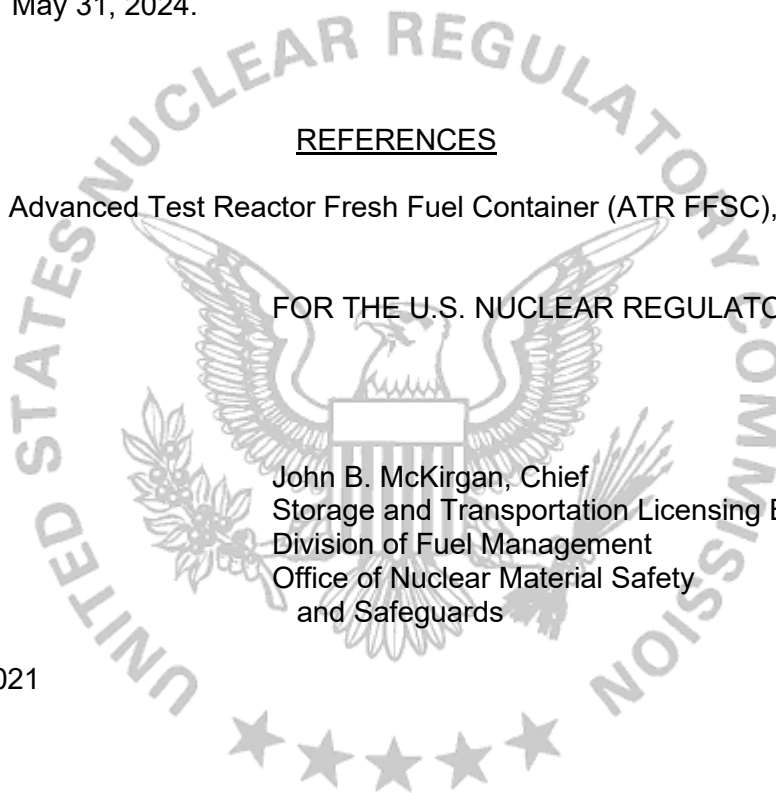 May 31, 2024.
UNITED STATES NUCLEAR REGULATORY COMMISSION
REFERENCES
Advanced Test Reactor Fresh Fuel Container (ATR FFSC),
FOR THE U.S. NUCLEAR
John B. McKirgan, Chief
Storage and Transportation Licensing
Division of Fuel Management
Office of Nuclear Material Safety
and Safeguards
021